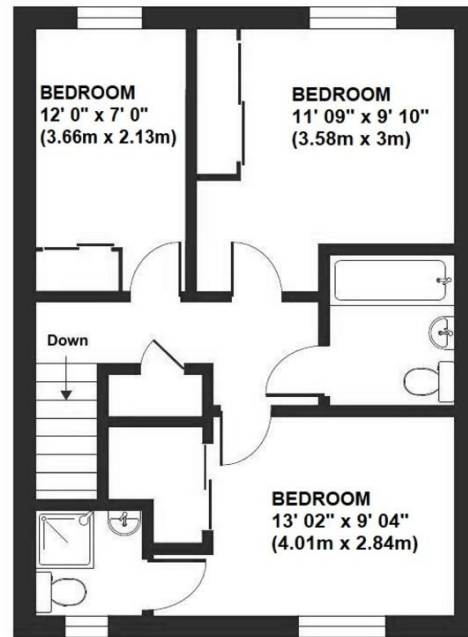 BEDROOM
12' 0" x 7' 0"
(3.66m x 2.13m)
BEDROOM
11' 09" x 9' 10"
(3.58m x 3m)
Down
BEDROOM
13' 02" x 9' 04"
(4.01m x 2.84m)